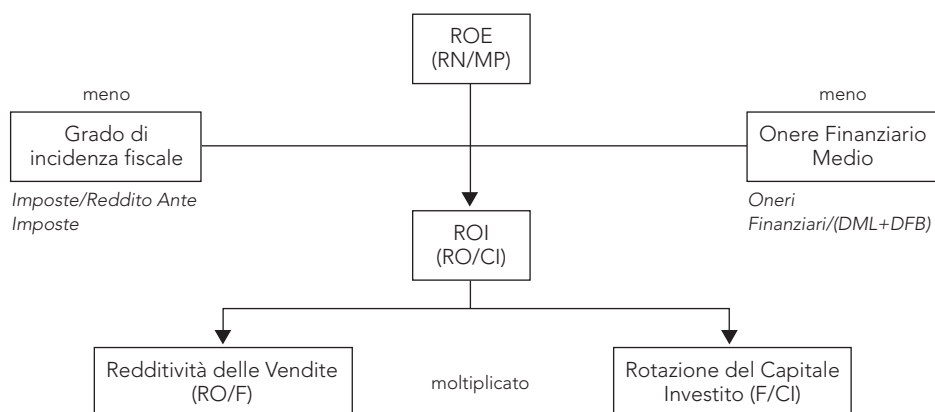 ROE
(RN/MP)
meno
meno
Grado di
incidenza fiscale
Onere Finanziario
Medio
Imposte/Reddito Ante
Imposte
Oneri
Finanziari/(DML+DFB)
ROI
(RO/CI)
Redditività delle Vendite
(RO/F)
moltiplicato
Rotazione del Capitale
Investito (F/CI)